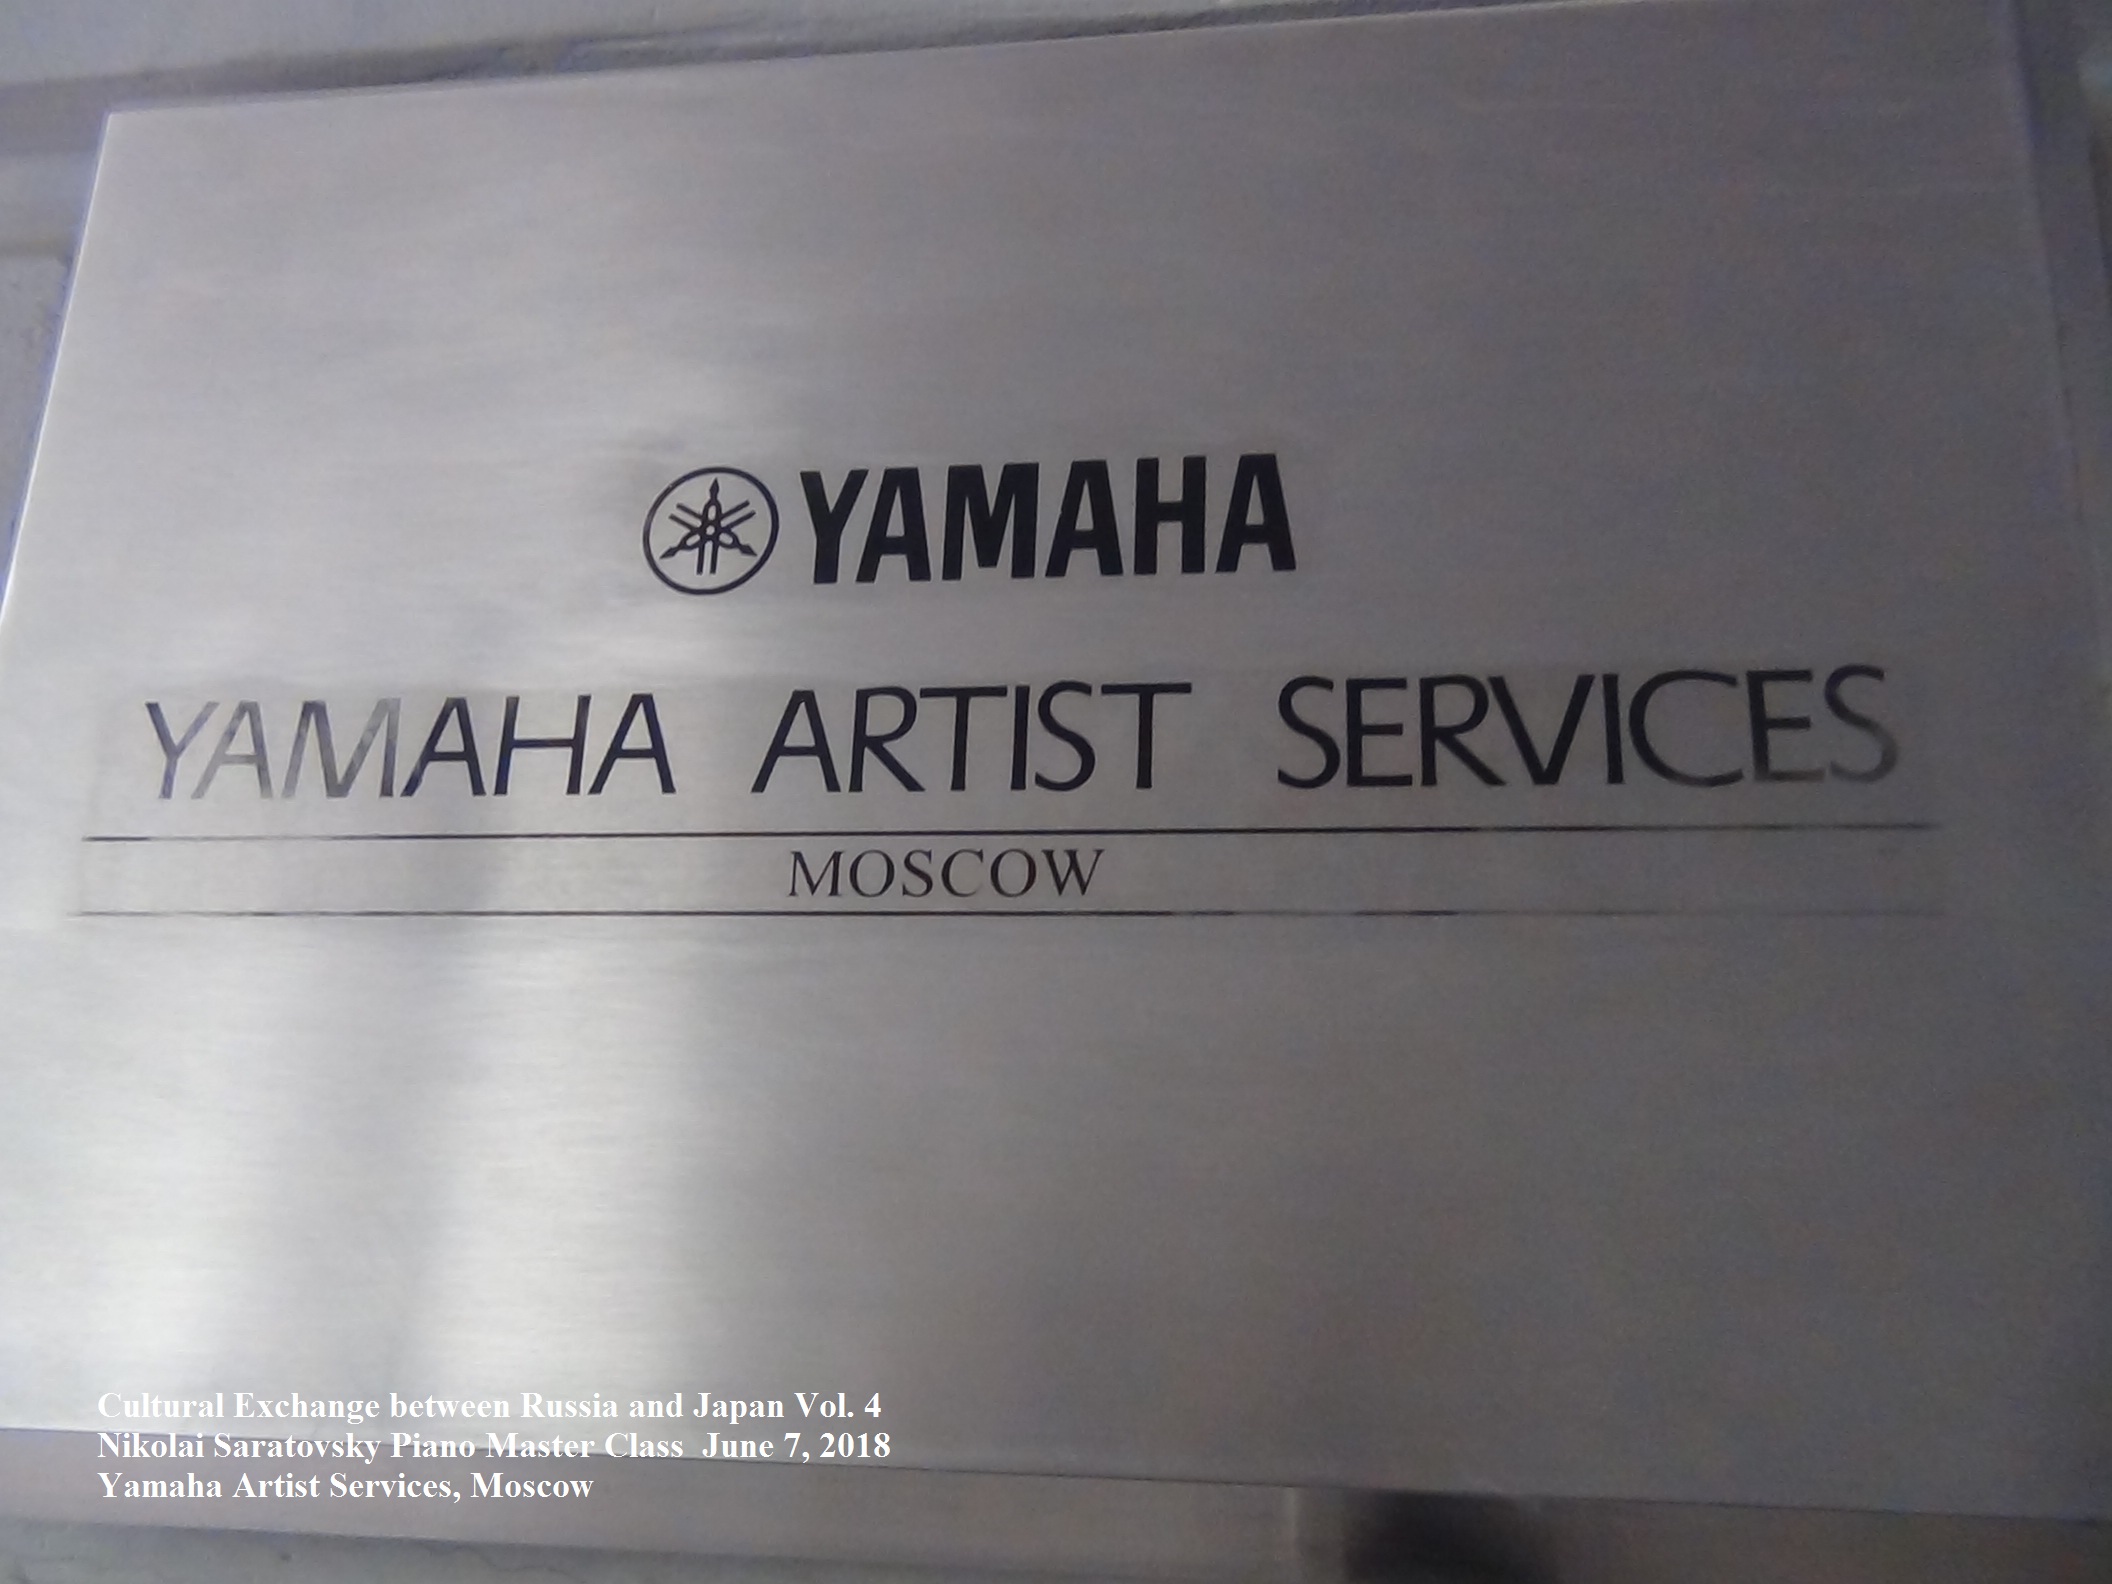 YAMAHA
YAMAHA ARTIST SERVICES
MOSCOW
Cultural Exchange between Russia and Japan Vol. 4
Nikolai Saratovsky Piano Master Class  June 7, 2018
Yamaha Artist Services, Moscow